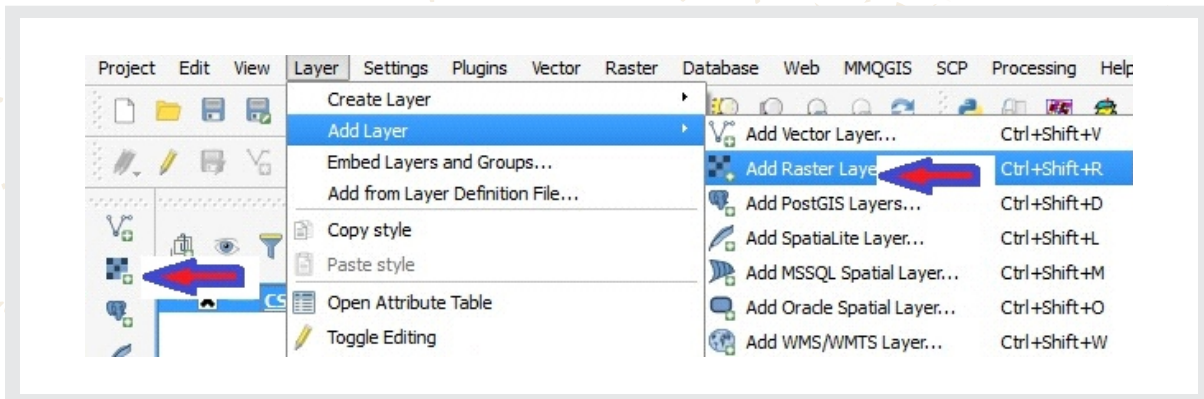 Project Edit View Layer Settings Plugins Vector Raster Database Web MMQGIS SCP Processing Help
Create Layer
Add Layer
Embed Layers and Groups...
Add from Layer Definition File...
Copy style
Paste style
Open Attribute Table
Toggle Editing
Add Vector Layer... Ctrl+Shift+V
Add Raster Laye Ctrl+Shift+R
Add PostGIS Layers... Ctrl+Shift+D
Add SpatiaLite Layer... Ctrl+Shift+L
Add MSSQL Spatial Layer... Ctrl+Shift+M
Add Oracle Spatial Layer... Ctrl+Shift+O
Add WMS/WMTS Layer... Ctrl+Shift+W
CS